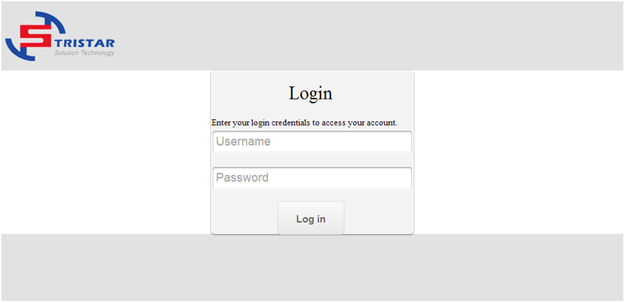 TRISTAR
Solution Technology
Login
Enter your login credentials to access your account.
Username
Password
Log in